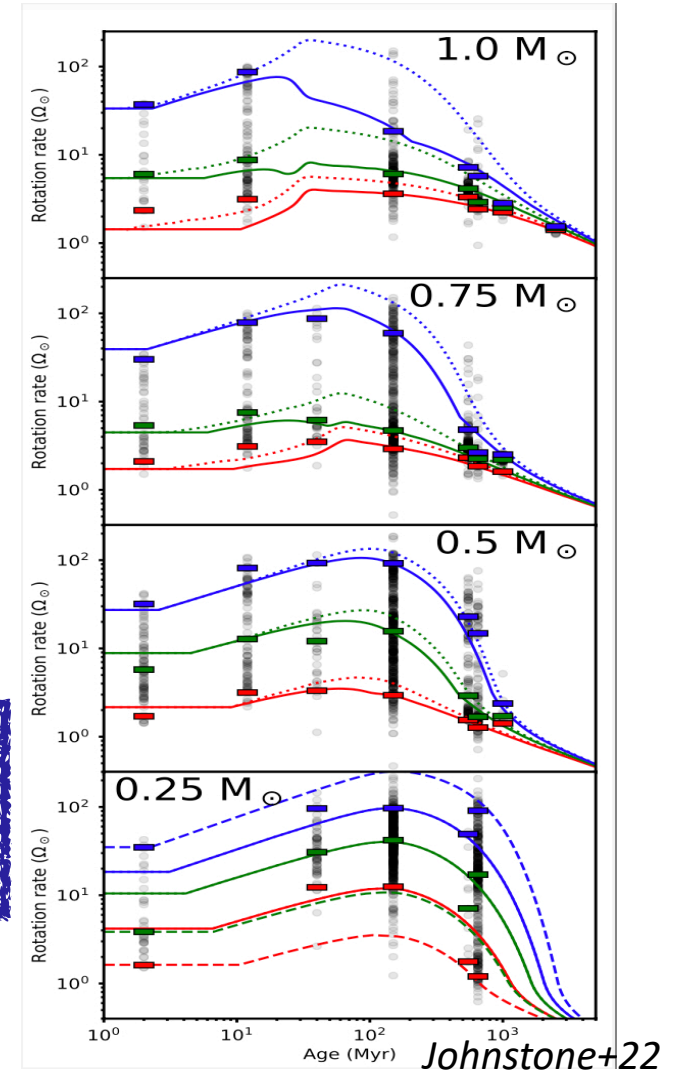 1.0 M⊙
10²
10¹
10⁰
Rotation rate (Ω⊙)
0.75 M⊙
10²
10¹
10⁰
Rotation rate (Ω⊙)
0.5 M⊙
10²
10¹
10⁰
Rotation rate (Ω⊙)
0.25 M⊙
10²
10¹
10⁰
Rotation rate (Ω⊙)
10⁰ 10¹ 10² 10³
Age (Myr)
Johnstone+22